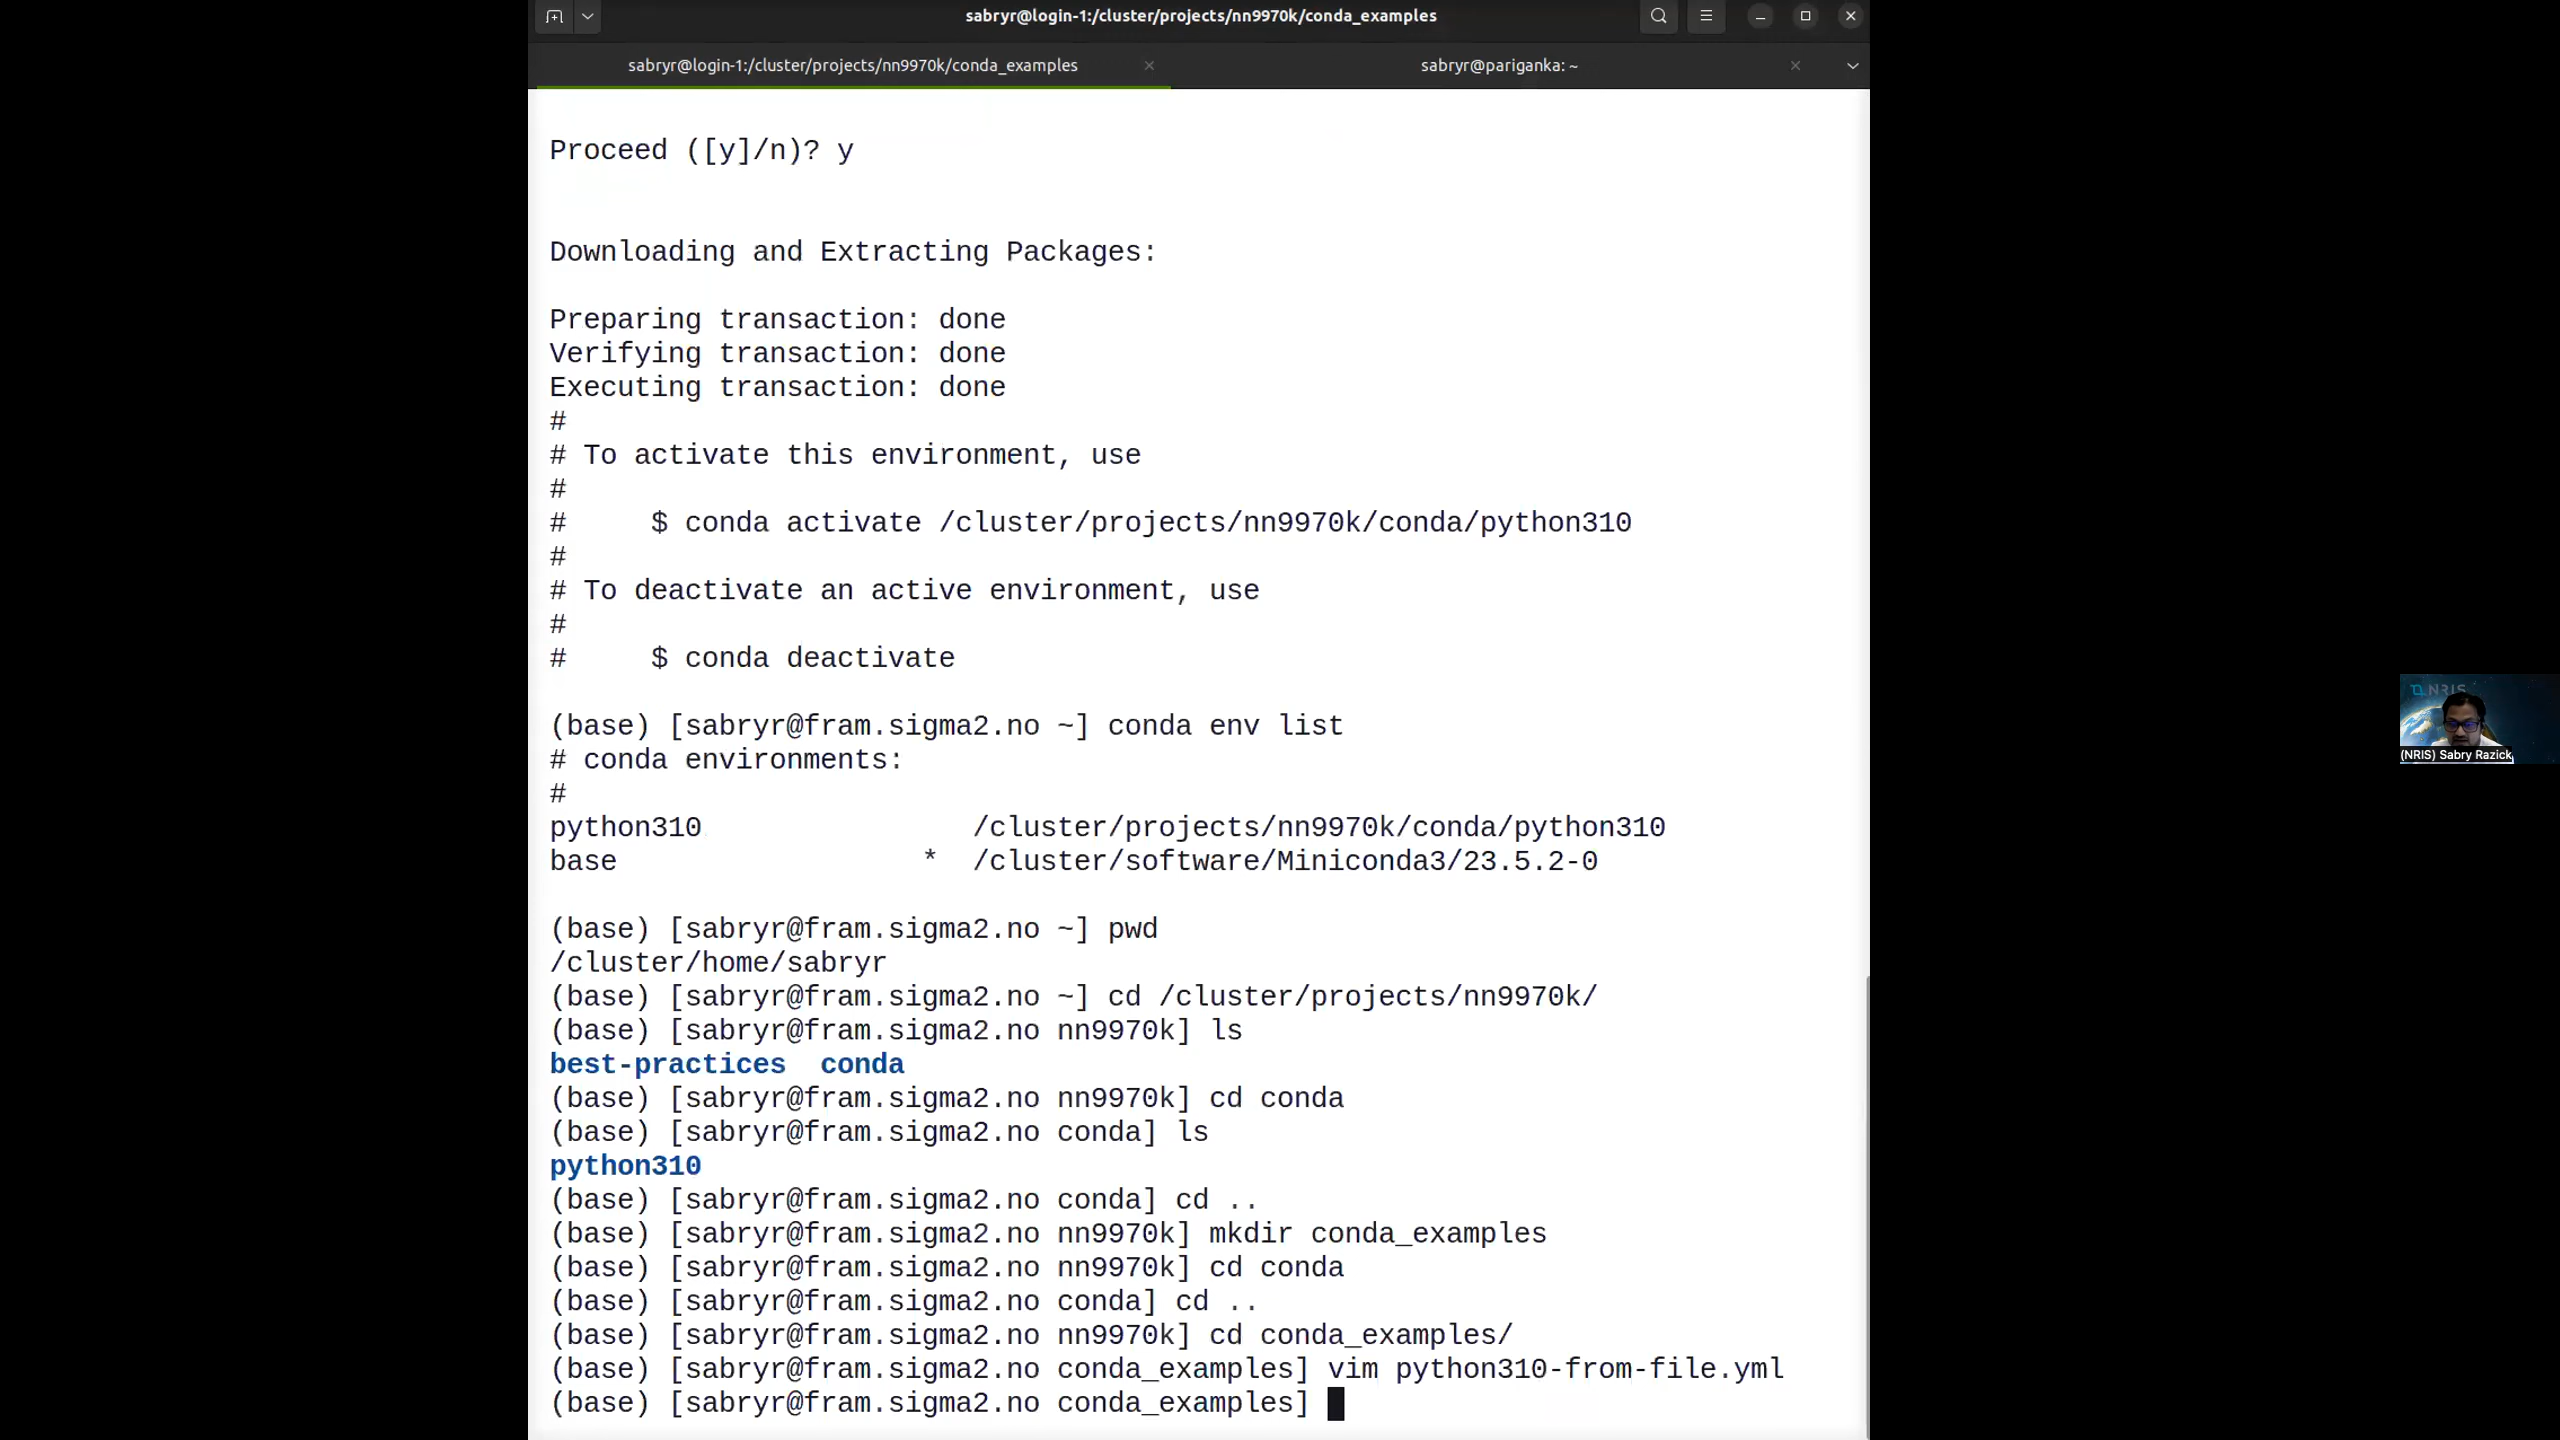 sabryr@login-1:/cluster/projects/nn9970k/conda_examples
sabryr@login-1:/cluster/projects/nn9970k/conda_examples
sabryr@pariganka: ~
Proceed ([y]/n)? y
Downloading and Extracting Packages:
Preparing transaction: done
Verifying transaction: done
Executing transaction: done
#
# To activate this environment, use
#
#     $ conda activate /cluster/projects/nn9970k/conda/python310
#
# To deactivate an active environment, use
#
#     $ conda deactivate
(base) [sabryr@fram.sigma2.no ~] conda env list
# conda environments:
#
python310                /cluster/projects/nn9970k/conda/python310
base                  *  /cluster/software/Miniconda3/23.5.2-0
(base) [sabryr@fram.sigma2.no ~] pwd
/cluster/home/sabryr
(base) [sabryr@fram.sigma2.no ~] cd /cluster/projects/nn9970k/
(base) [sabryr@fram.sigma2.no nn9970k] ls
best-practices  conda
(base) [sabryr@fram.sigma2.no nn9970k] cd conda
(base) [sabryr@fram.sigma2.no conda] ls
python310
(base) [sabryr@fram.sigma2.no conda] cd ..
(base) [sabryr@fram.sigma2.no nn9970k] mkdir conda_examples
(base) [sabryr@fram.sigma2.no nn9970k] cd conda
(base) [sabryr@fram.sigma2.no conda] cd ..
(base) [sabryr@fram.sigma2.no nn9970k] cd conda_examples/
(base) [sabryr@fram.sigma2.no conda_examples] vim python310-from-file.yml
(base) [sabryr@fram.sigma2.no conda_examples]
NRIS
(NRIS) Sabry Razick